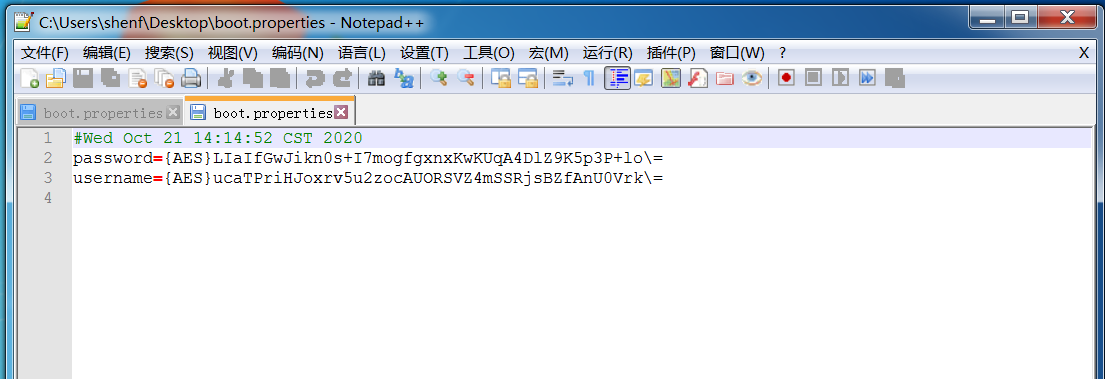 C:\Users\shenf\Desktop\boot.properties - Notepad++
文件(F) 编辑(E) 搜索(S) 视图(V) 编码(N) 语言(L) 设置(T) 工具(O) 宏(M) 运行(R) 插件(P) 窗口(W) ? X
boot.properties boot.properties
1 #Wed Oct 21 14:14:52 CST 2020
2 password={AES}LIaIfGwJikn0s+I7mogfgxnxKwKUqA4DlZ9K5p3P+lo\=
3 username={AES}ucaTPriHJoxrv5u2zocAUORSVZ4mSSRjsBZfAnU0Vrk\=
4